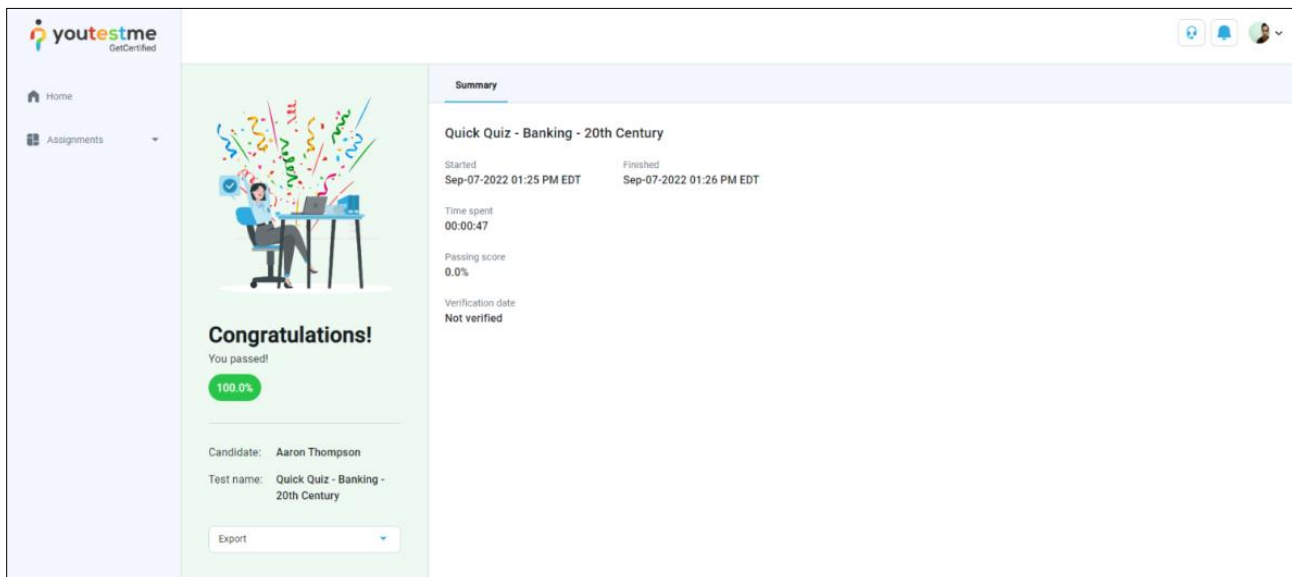 youtestme
GetCertified
Home
Assignments
Congratulations!
You passed!
100.0%
Candidate: Aaron Thompson
Test name: Quick Quiz - Banking -
20th Century
Export
Summary
Quick Quiz - Banking - 20th Century
Started Finished
Sep-07-2022 01:25 PM EDT Sep-07-2022 01:26 PM EDT
Time spent
00:00:47
Passing score
0.0%
Verification date
Not verified